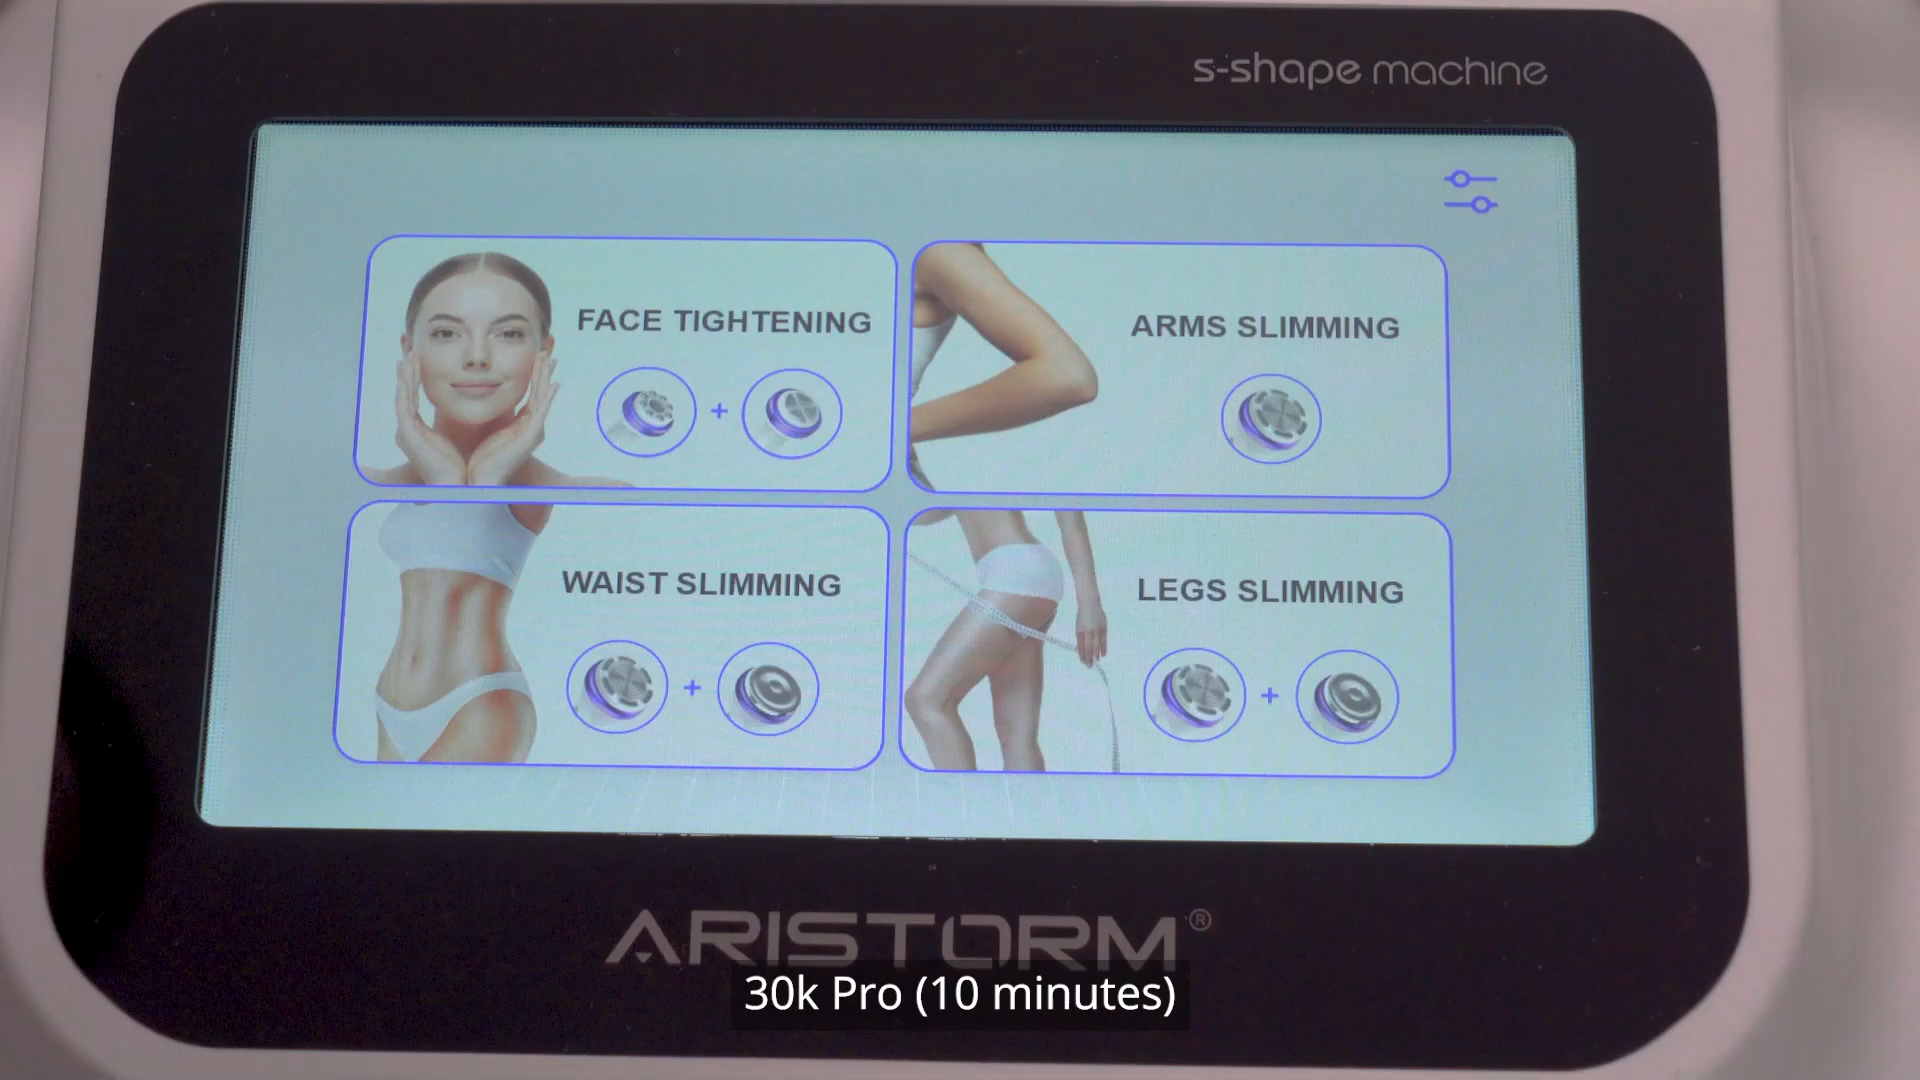 s-shape machine
FACE TIGHTENING
+
ARMS SLIMMING
WAIST SLIMMING
+
LEGS SLIMMING
+
ARISTORM®
30k Pro (10 minutes)